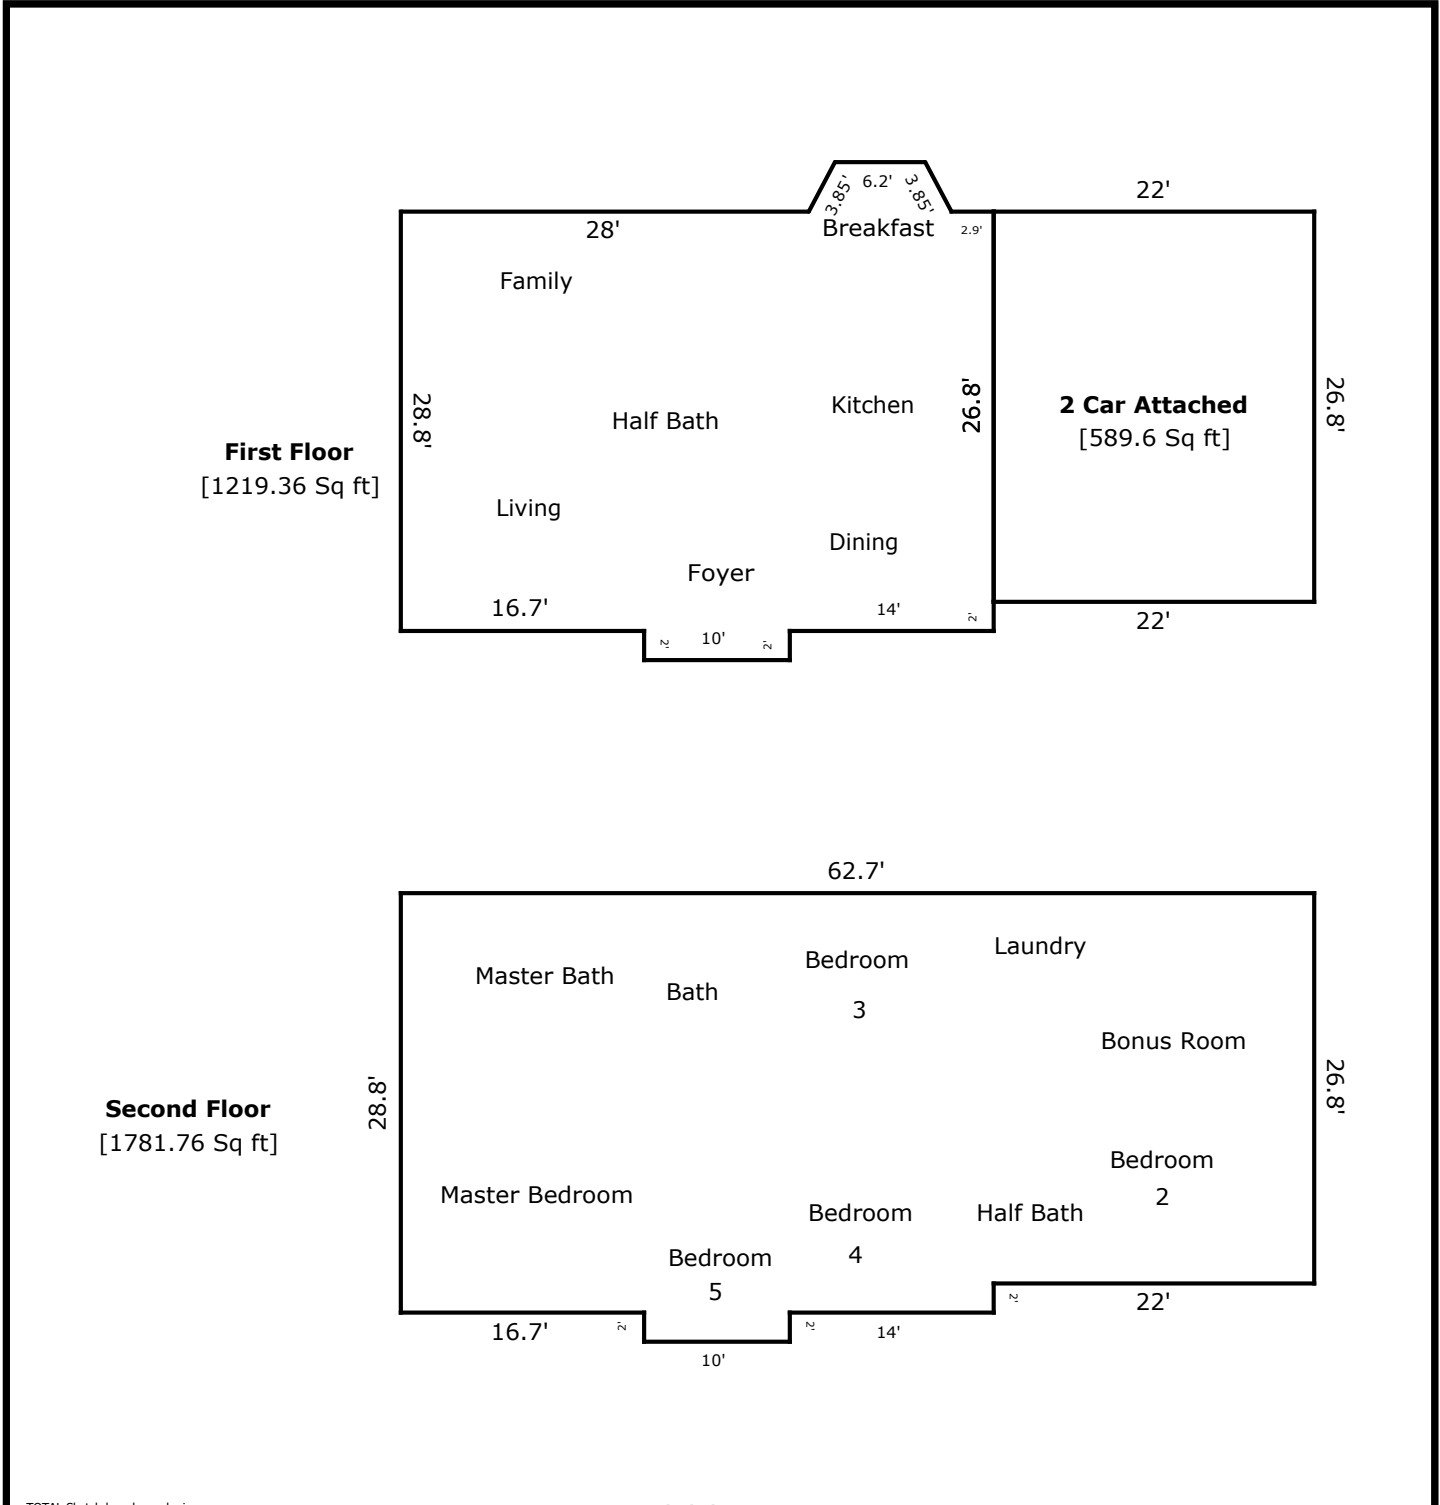 6.2'
3.85'
3.85'
22'
28'
Breakfast
2.9'
Family
28.8'
26.8'
26.8'
Kitchen
2 Car Attached
[589.6 Sq ft]
Half Bath
First Floor
[1219.36 Sq ft]
Living
Dining
Foyer
16.7'
14'
2'
22'
2'
10'
2'
62.7'
Laundry
Bedroom
3
Master Bath
Bath
Bonus Room
28.8'
26.8'
Second Floor
[1781.76 Sq ft]
Bedroom
2
Master Bedroom
Bedroom
4
Half Bath
Bedroom
5
2'
22'
16.7'
2'
2'
14'
10'